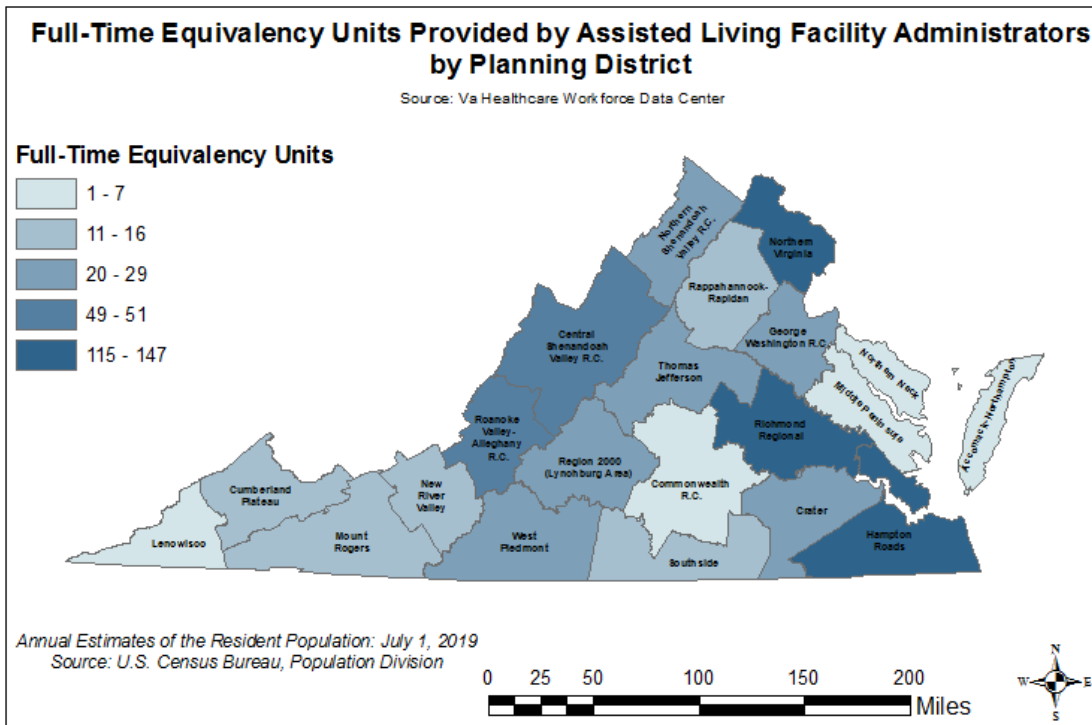 Full-Time Equivalency Units Provided by Assisted Living Facility Administrators
by Planning District
Source: Va Healthcare Workforce Data Center
Full-Time Equivalency Units
1 - 7
11 - 16
20 - 29
49 - 51
115 - 147
Northern
Shenandoah
Valley R.C.
Northern
Virginia
Rappahannock-
Rapidan
Central
Shenandoah
Valley R.C.
George
Washington R.C.
Northern Neck
Thomas
Jefferson
Middle Peninsula
Accomack-Northampton
Roanoke
Valley-
Alleghany
R.C.
Richmond
Regional
Region 2000
(Lynchburg Area)
Commonwealth
R.C.
Cumberland
Plateau
New
River
Valley
Crater
Lenowisco
Mount
Rogers
West
Piedmont
Southside
Hampton
Roads
Annual Estimates of the Resident Population: July 1, 2019
Source: U.S. Census Bureau, Population Division
0 25 50 100 150 200
Miles
N
W E
S